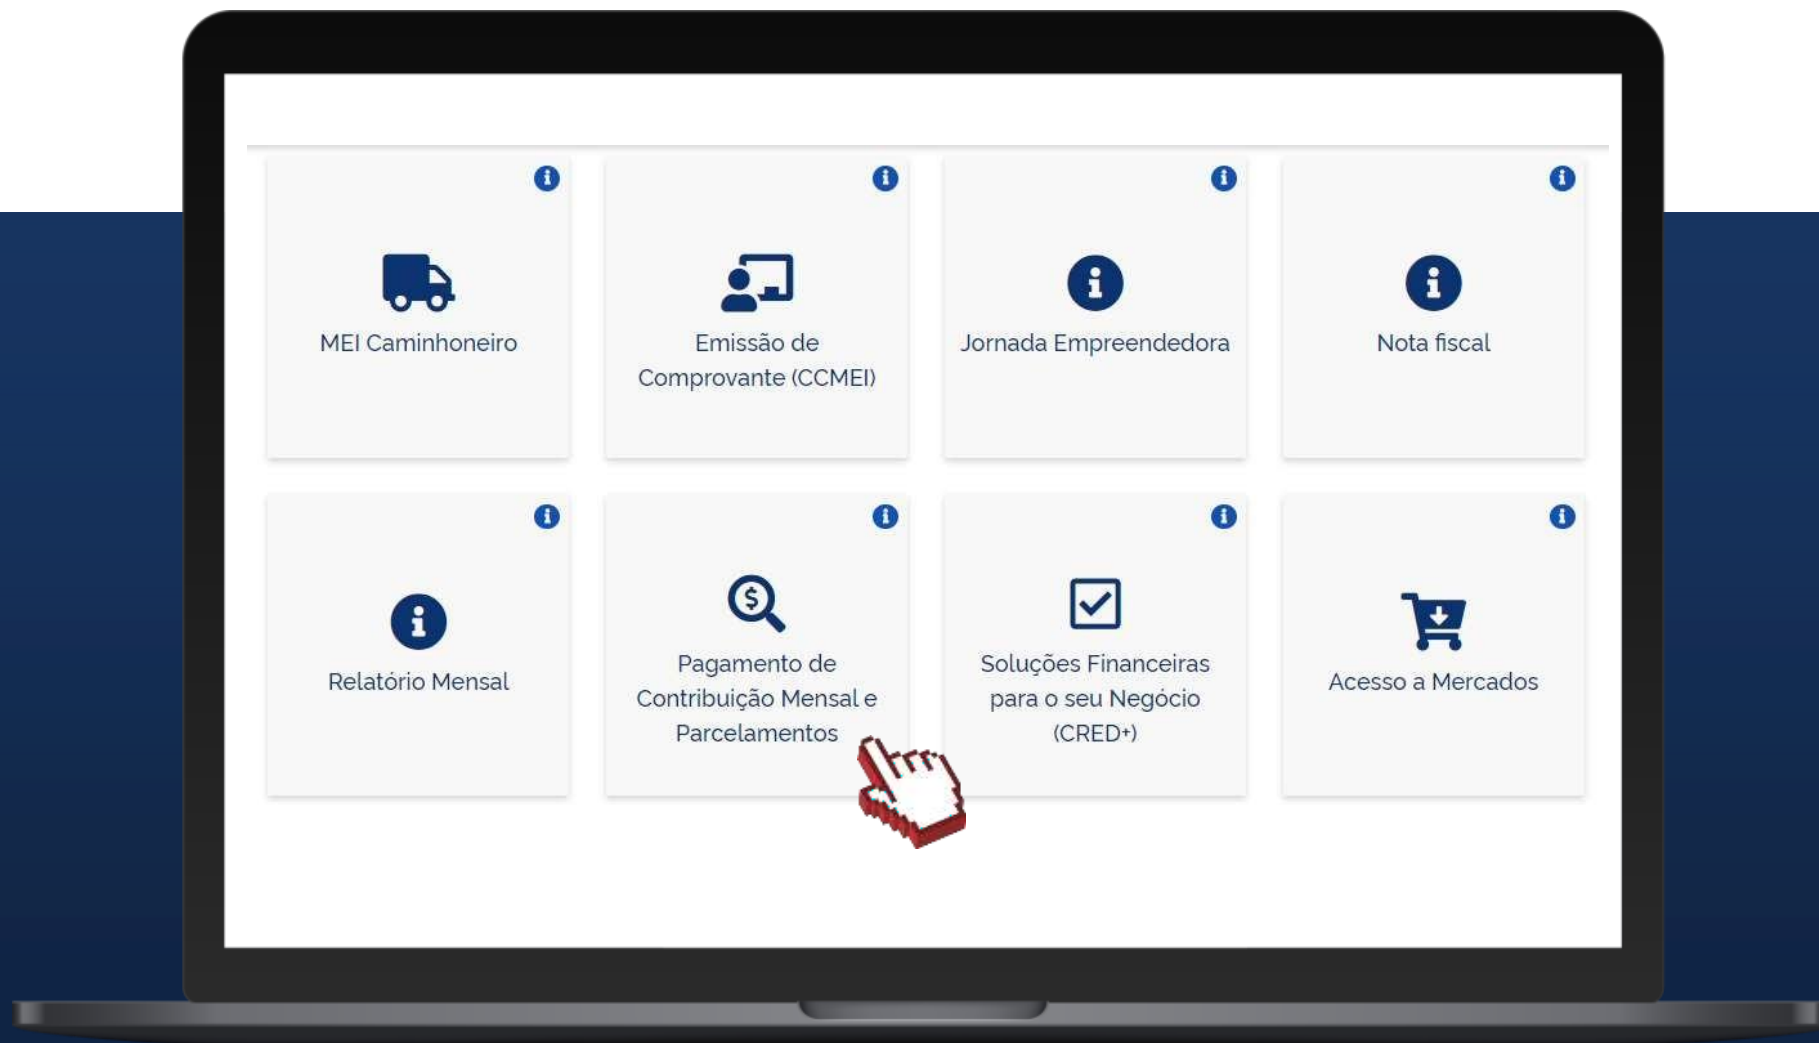 MEI Caminhoneiro
Emissão de
Comprovante (CCMEI)
Jornada Empreendedora
Nota fiscal
Relatório Mensal
Pagamento de
Contribuição Mensal e
Parcelamentos
Soluções Financeiras
para o seu Negócio
(CRED+)
Acesso a Mercados